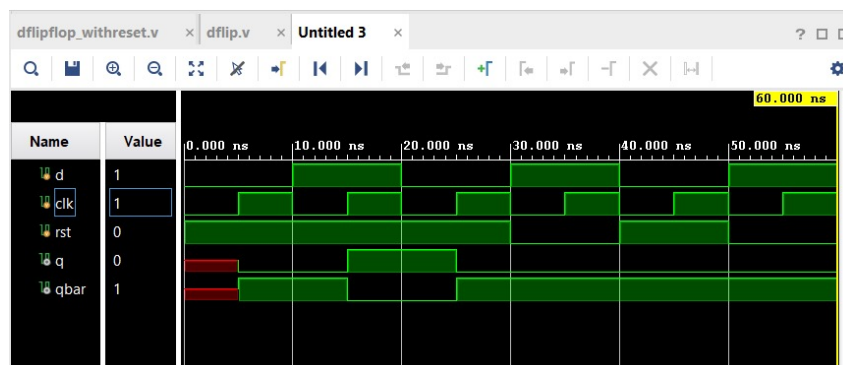 dflipflop_withreset.v × dflip.v × Untitled 3 × ?
60.000 ns
Name Value 0.000 ns 10.000 ns 20.000 ns 30.000 ns 40.000 ns 50.000 ns
d 1
clk 1
rst 0
q 0
qbar 1